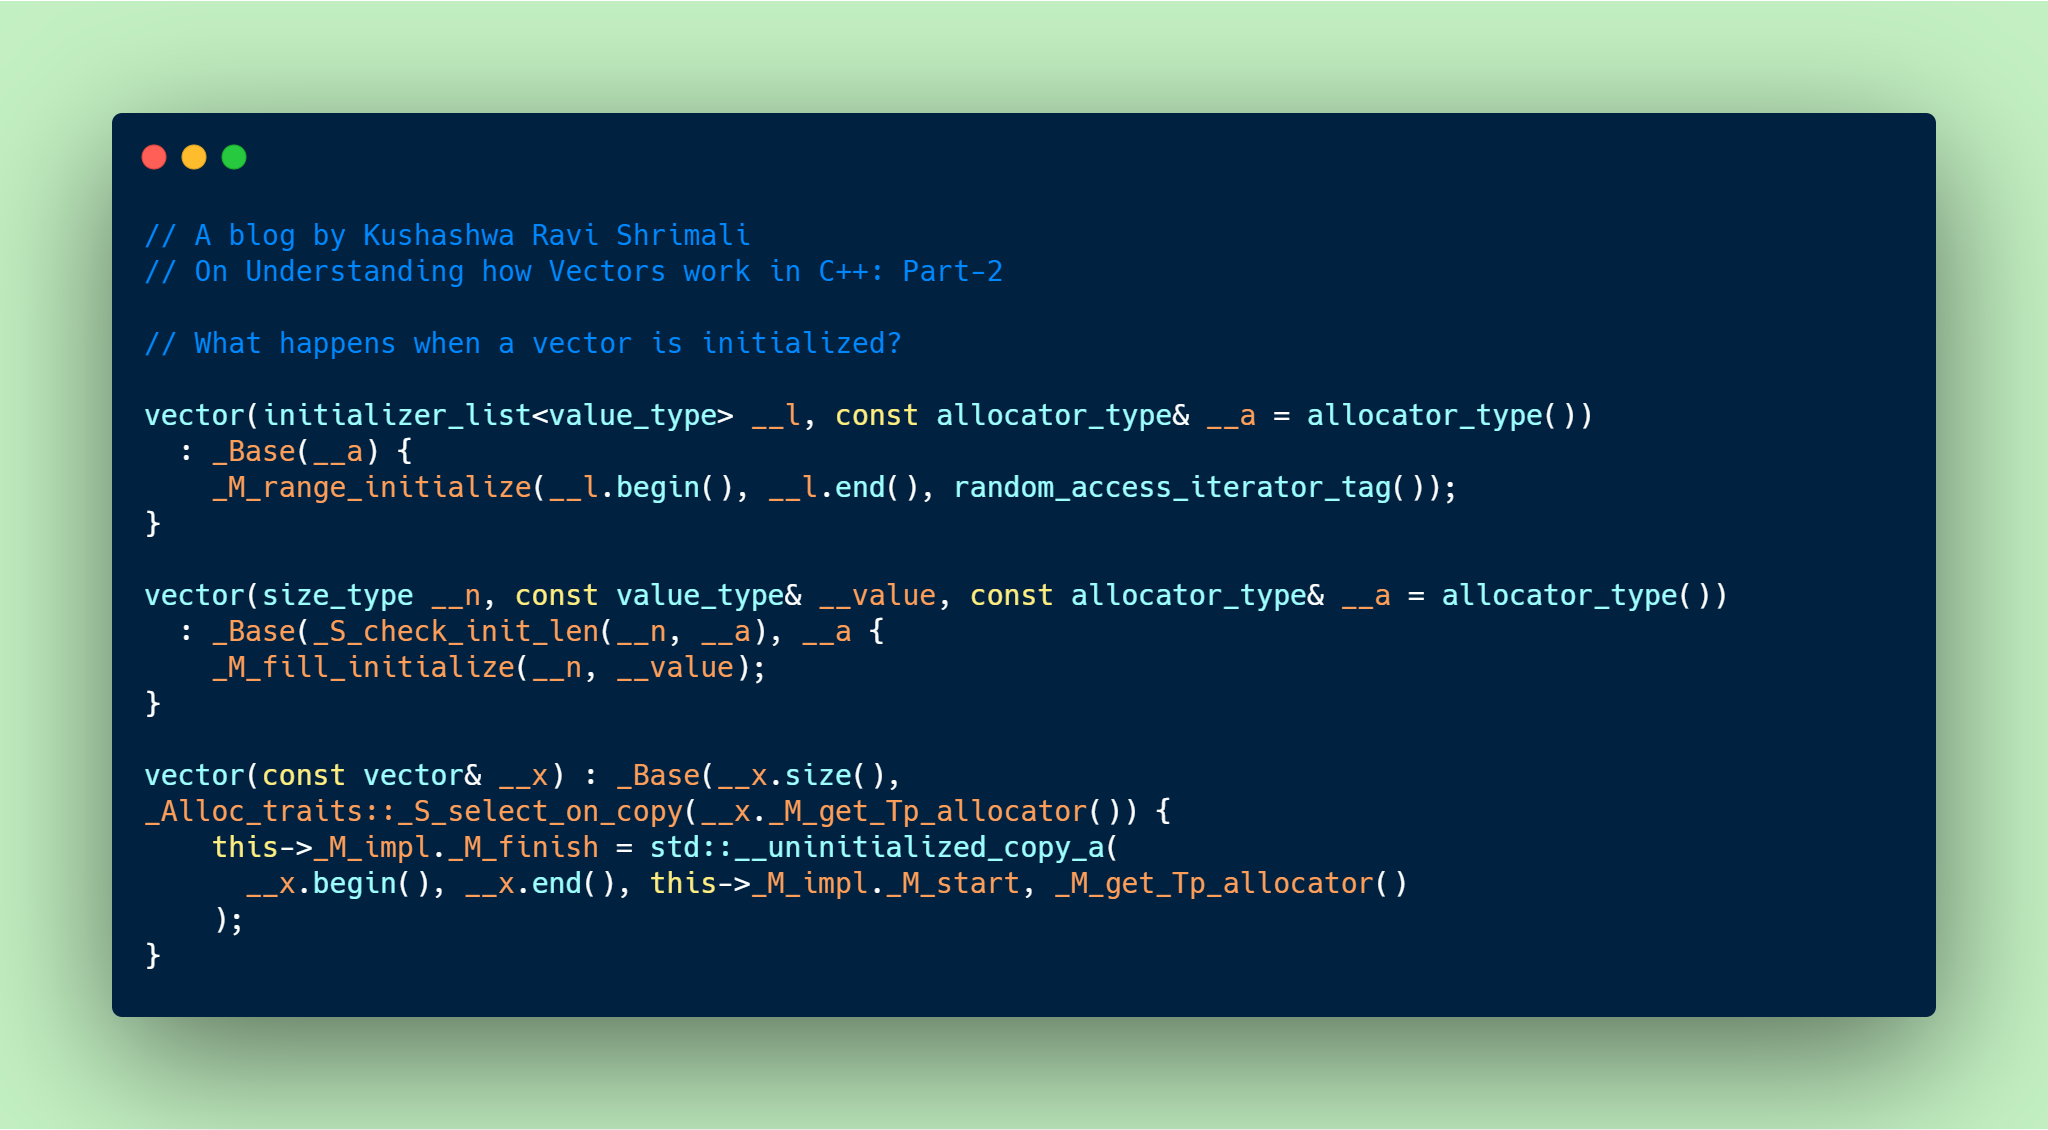 // A blog by Kushashwa Ravi Shrimali
// On Understanding how Vectors work in C++: Part-2
// What happens when a vector is initialized?
vector(initializer_list<value_type> __l, const allocator_type& __a = allocator_type())
  : _Base(__a) {
    _M_range_initialize(__l.begin(), __l.end(), random_access_iterator_tag());
}
vector(size_type __n, const value_type& __value, const allocator_type& __a = allocator_type())
  : _Base(_S_check_init_len(__n, __a), __a {
    _M_fill_initialize(__n, __value);
}
vector(const vector& __x) : _Base(__x.size(),
_Alloc_traits::_S_select_on_copy(__x._M_get_Tp_allocator()) {
    this->_M_impl._M_finish = std::__uninitialized_copy_a(
      __x.begin(), __x.end(), this->_M_impl._M_start, _M_get_Tp_allocator()
    );
}